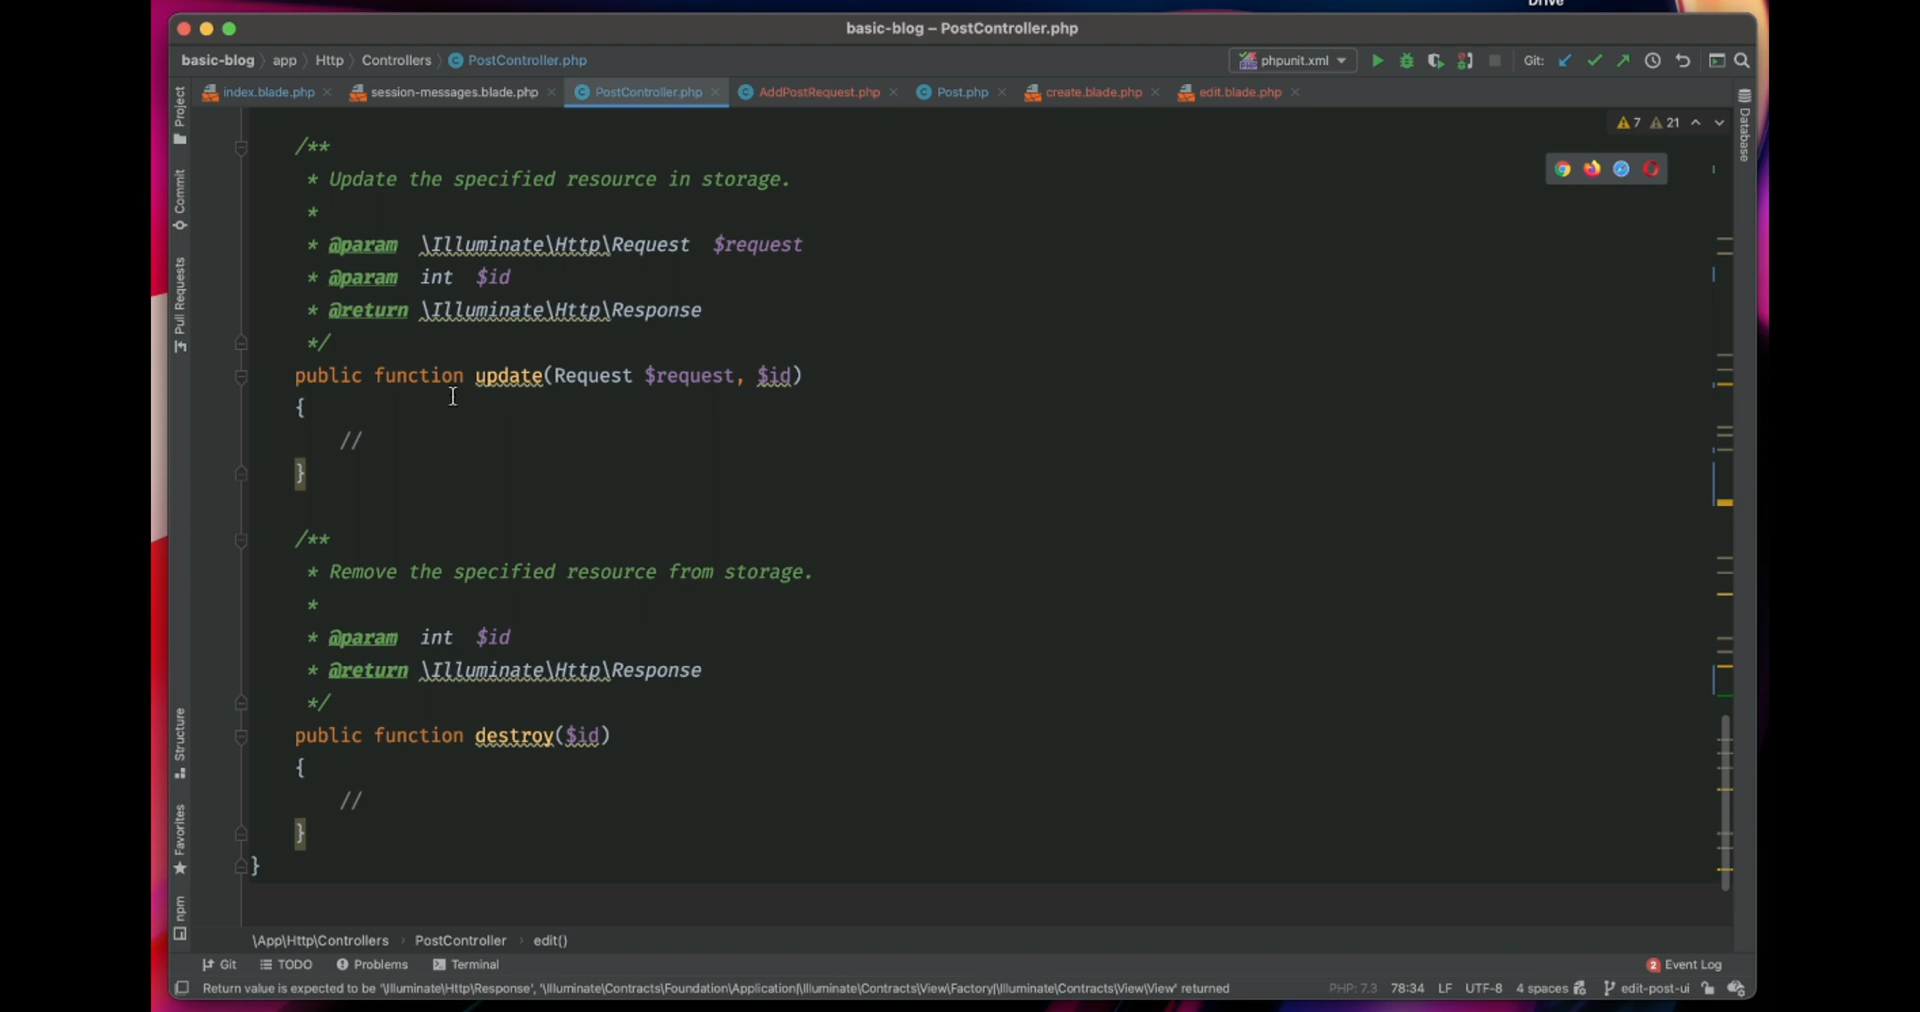 Drive
basic-blog – PostController.php
basic-blog 〉 app 〉 Http 〉 Controllers 〉 PostController.php
phpunit.xml
Git:
index.blade.php
session-messages.blade.php
PostController.php
AddPostRequest.php
Post.php
create.blade.php
edit.blade.php
Project
Commit
Pull Requests
Structure
Favorites
npm
Database
7 21
/**
* Update the specified resource in storage.
*
* @param \Illuminate\Http\Request $request
* @param int $id
* @return \Illuminate\Http\Response
*/
public function update(Request $request, $id)
{
//
}
/**
* Remove the specified resource from storage.
*
* @param int $id
* @return \Illuminate\Http\Response
*/
public function destroy($id)
{
//
}
}
\App\Http\Controllers › PostController › edit()
Git TODO Problems Terminal
2 Event Log
Return value is expected to be '\Illuminate\Http\Response', '\Illuminate\Contracts\Foundation\Application|\Illuminate\Contracts\View\Factory|\Illuminate\Contracts\View\View' returned
PHP: 7.3 78:34 LF UTF-8 4 spaces edit-post-ui